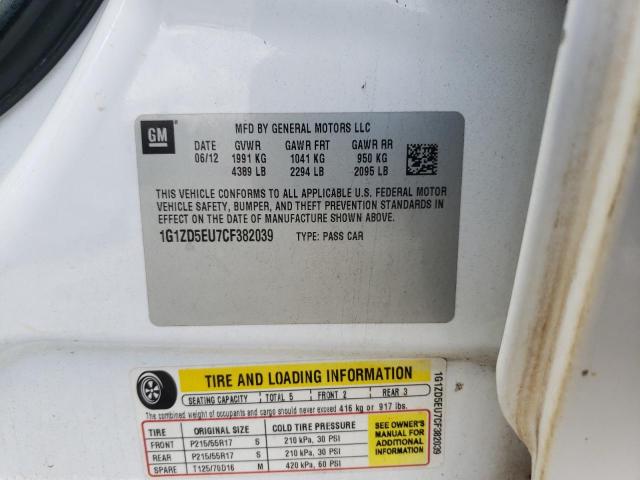 GM
MFD BY GENERAL MOTORS LLC
DATE GVWR GAWR FRT GAWR RR
06/12 1991 KG 1041 KG 950 KG
4389 LB 2294 LB 2095 LB
THIS VEHICLE CONFORMS TO ALL APPLICABLE U.S. FEDERAL MOTOR
VEHICLE SAFETY, BUMPER, AND THEFT PREVENTION STANDARDS IN
EFFECT ON THE DATE OF MANUFACTURE SHOWN ABOVE.
1G1ZD5EU7CF382039 TYPE: PASS CAR
TIRE AND LOADING INFORMATION
SEATING CAPACITY TOTAL 5 FRONT 2 REAR 3
The combined weight of occupants and cargo should never exceed 416 kg or 917 lbs.
TIRE ORIGINAL SIZE COLD TIRE PRESSURE
FRONT P215/55R17 S 210 kPa, 30 PSI
REAR P215/55R17 S 210 kPa, 30 PSI
SPARE T125/70D16 M 420 kPa, 60 PSI
SEE OWNER'S
MANUAL FOR
ADDITIONAL
INFORMATION
1G1ZD5EU7CF382039